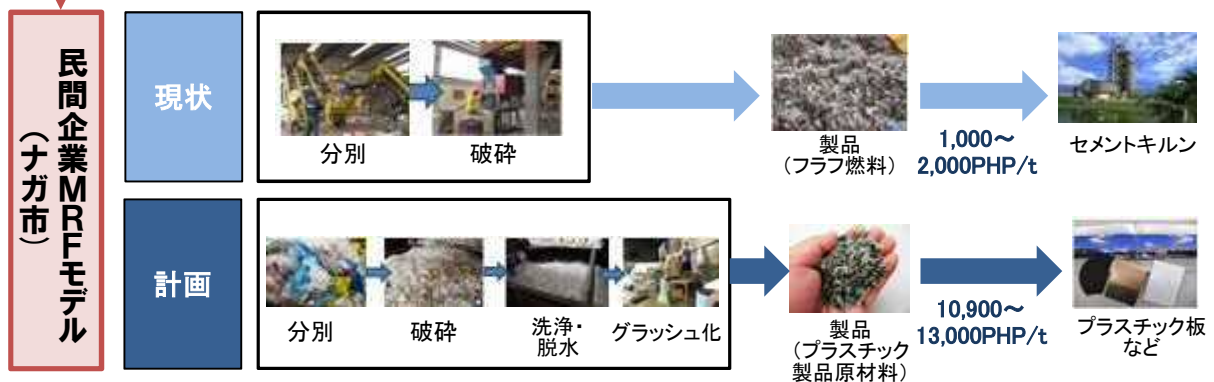 民間企業MRFモデル
（ナガ市）
現状
分別
破砕
製品
（フラフ燃料）
1,000～
2,000PHP/t
セメントキルン
計画
分別
破砕
洗浄・
脱水
グラッシュ化
製品
（プラスチック
製品原材料）
10,900～
13,000PHP/t
プラスチック板
など